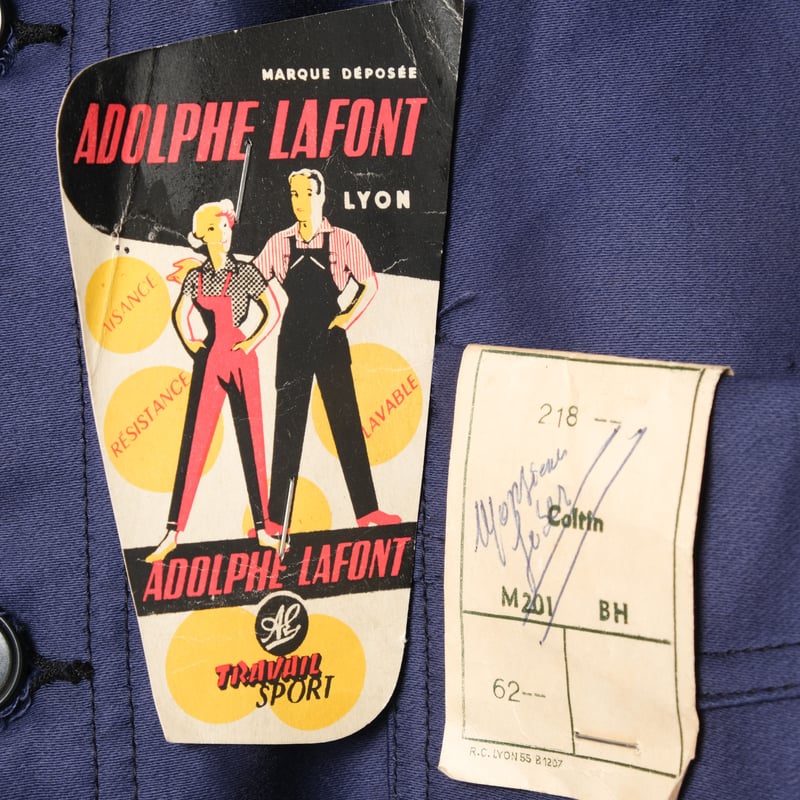 MARQUE DÉPOSÉE
ADOLPHE LAFONT
LYON
AISANCE
RÉSISTANCE
LAVABLE
ADOLPHE LAFONT
AL
TRAVAIL
SPORT
218 --
Coltin
M201 BH
62--
R.C. LYON 55 B 1207